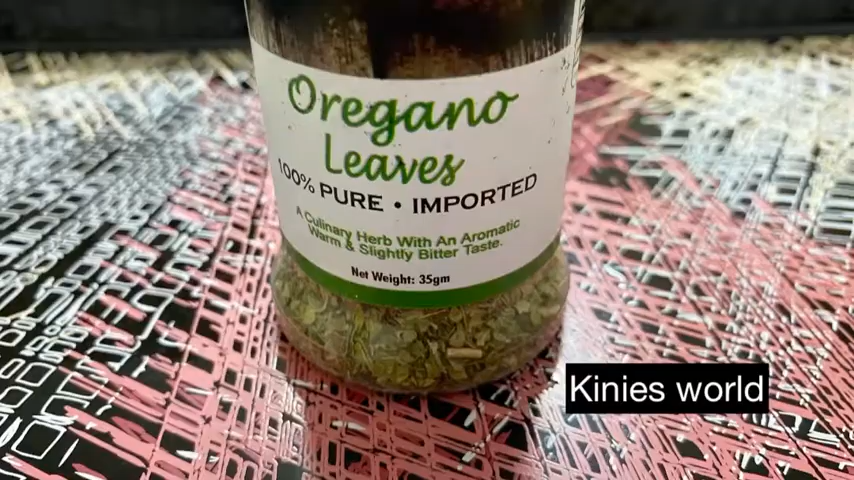 Oregano
Leaves
100% PURE • IMPORTED
A Culinary Herb With An Aromatic
Warm & Slightly Bitter Taste.
Net Weight: 35gm
Kinies world